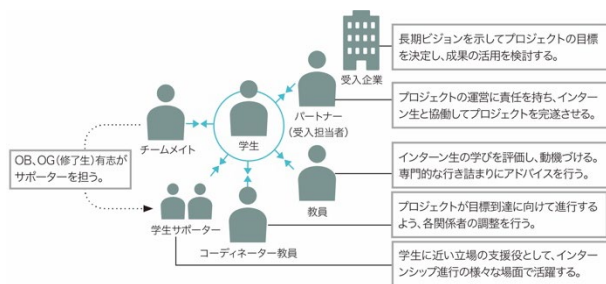 長期ビジョンを示してプロジェクトの目標
を決定し、成果の活用を検討する。
受入企業
プロジェクトの運営に責任を持ち、インター
ン生と協働してプロジェクトを完遂させる。
パートナー
（受入担当者）
学生
チームメイト
OB、OG（修了生）有志が
サポーターを担う。
インターン生の学びを評価し、動機づける。
専門的な行き詰まりにアドバイスを行う。
教員
プロジェクトが目標到達に向けて進行する
よう、各関係者の調整を行う。
学生サポーター
コーディネーター教員
学生に近い立場の支援役として、インター
ンシップ進行の様々な場面で活躍する。